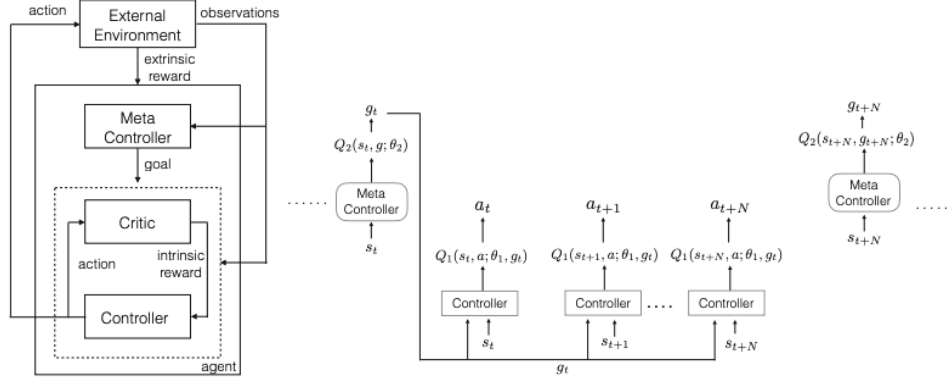 action
External
Environment
observations
extrinsic
reward
Meta
Controller
goal
Critic
action
intrinsic
reward
Controller
agent
g_t
Q_2(s_t, g; θ_2)
Meta
Controller
s_t
......
a_t
Q_1(s_t, a; θ_1, g_t)
Controller
s_t
a_{t+1}
Q_1(s_{t+1}, a; θ_1, g_t)
Controller
s_{t+1}
....
a_{t+N}
Q_1(s_{t+N}, a; θ_1, g_t)
Controller
s_{t+N}
g_t
g_{t+N}
Q_2(s_{t+N}, g_{t+N}; θ_2)
Meta
Controller
s_{t+N}
.....